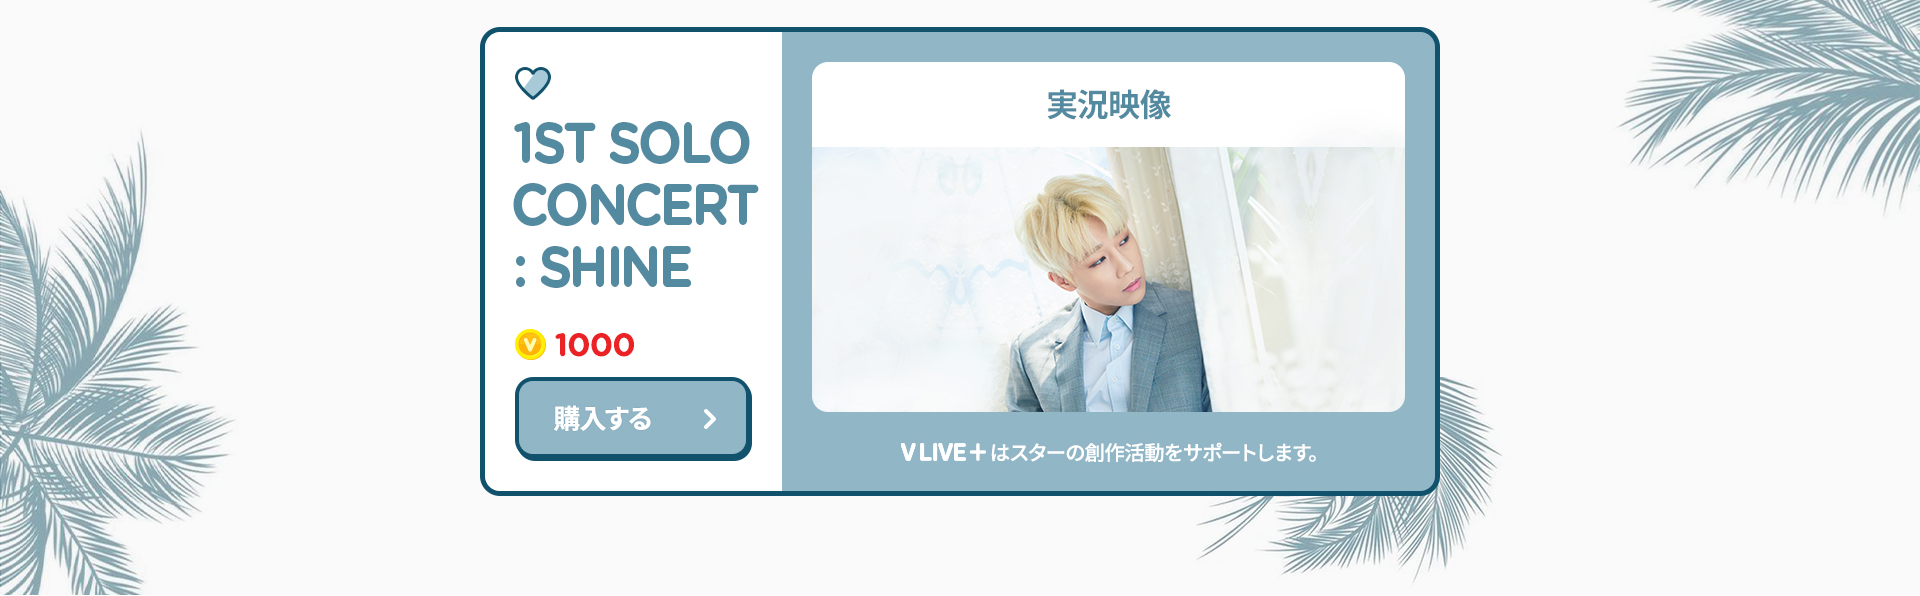 1ST SOLO
CONCERT
: SHINE
V 1000
購入する
実況映像
V LIVE+はスターの創作活動をサポートします。